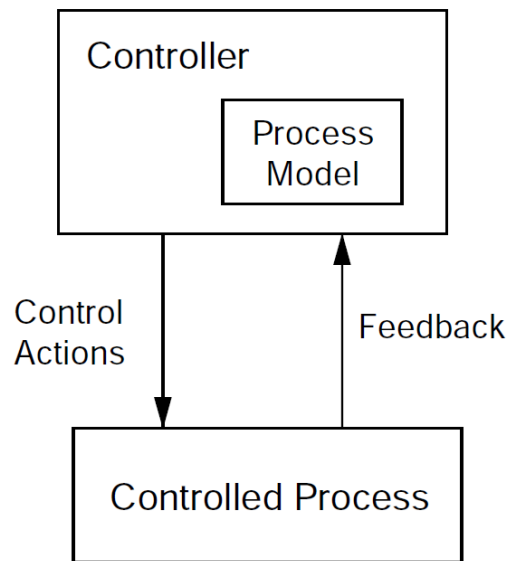 Controller
Process
Model
Control
Actions
Feedback
Controlled Process